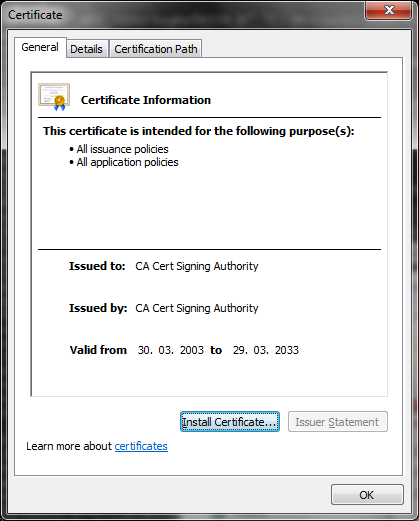 Certificate
General
Details
Certification Path
Certificate Information
This certificate is intended for the following purpose(s):
• All issuance policies
• All application policies
Issued to: CA Cert Signing Authority
Issued by: CA Cert Signing Authority
Valid from 30. 03. 2003 to 29. 03. 2033
Install Certificate...
Issuer Statement
Learn more about certificates
OK